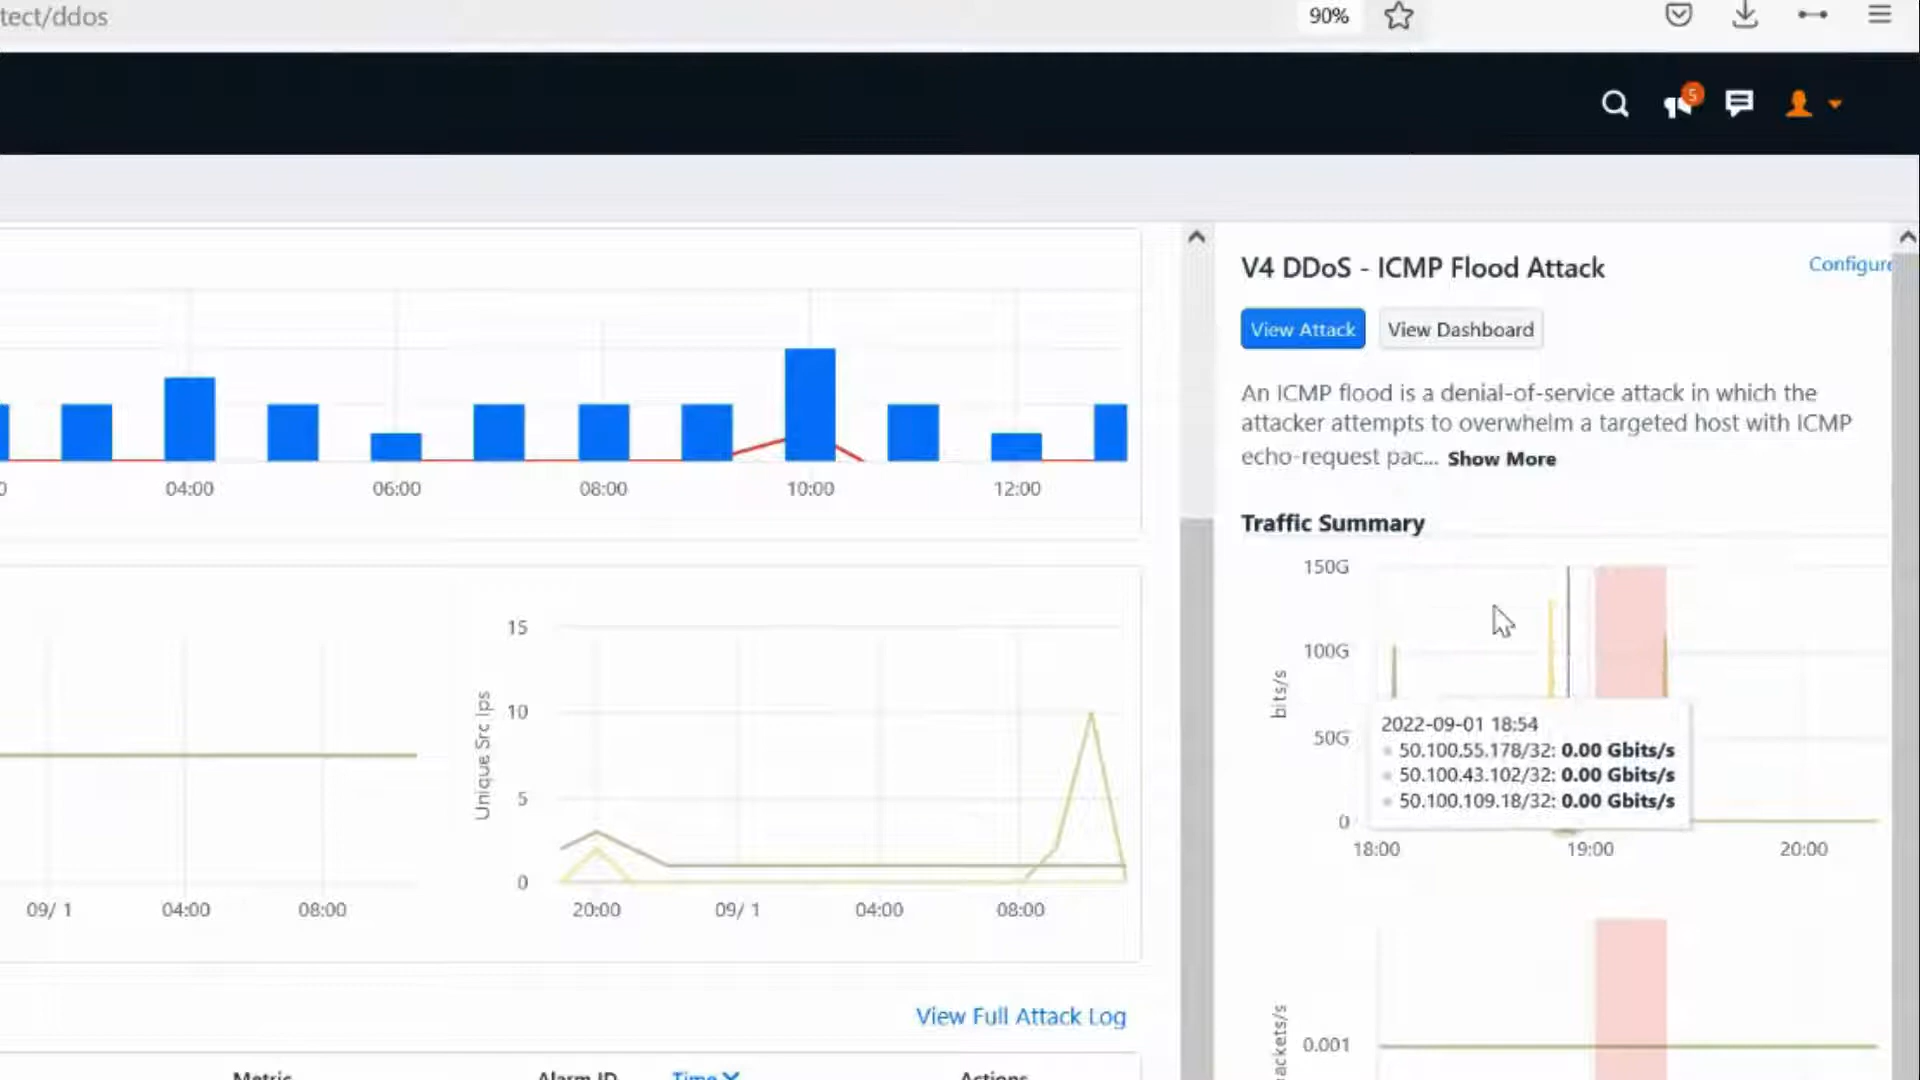 tect/ddos
90%
5
V4 DDoS - ICMP Flood Attack
Configure
View Attack
View Dashboard
An ICMP flood is a denial-of-service attack in which the
attacker attempts to overwhelm a targeted host with ICMP
echo-request pac... Show More
04:00
06:00
08:00
10:00
12:00
Traffic Summary
150G
100G
50G
0
bits/s
2022-09-01 18:54
50.100.55.178/32: 0.00 Gbits/s
50.100.43.102/32: 0.00 Gbits/s
50.100.109.18/32: 0.00 Gbits/s
18:00
19:00
20:00
15
10
5
0
Unique Src Ips
09/ 1
04:00
08:00
20:00
09/ 1
04:00
08:00
View Full Attack Log
ackets/s
0.001
Metric
Alarm ID
Time
Actions